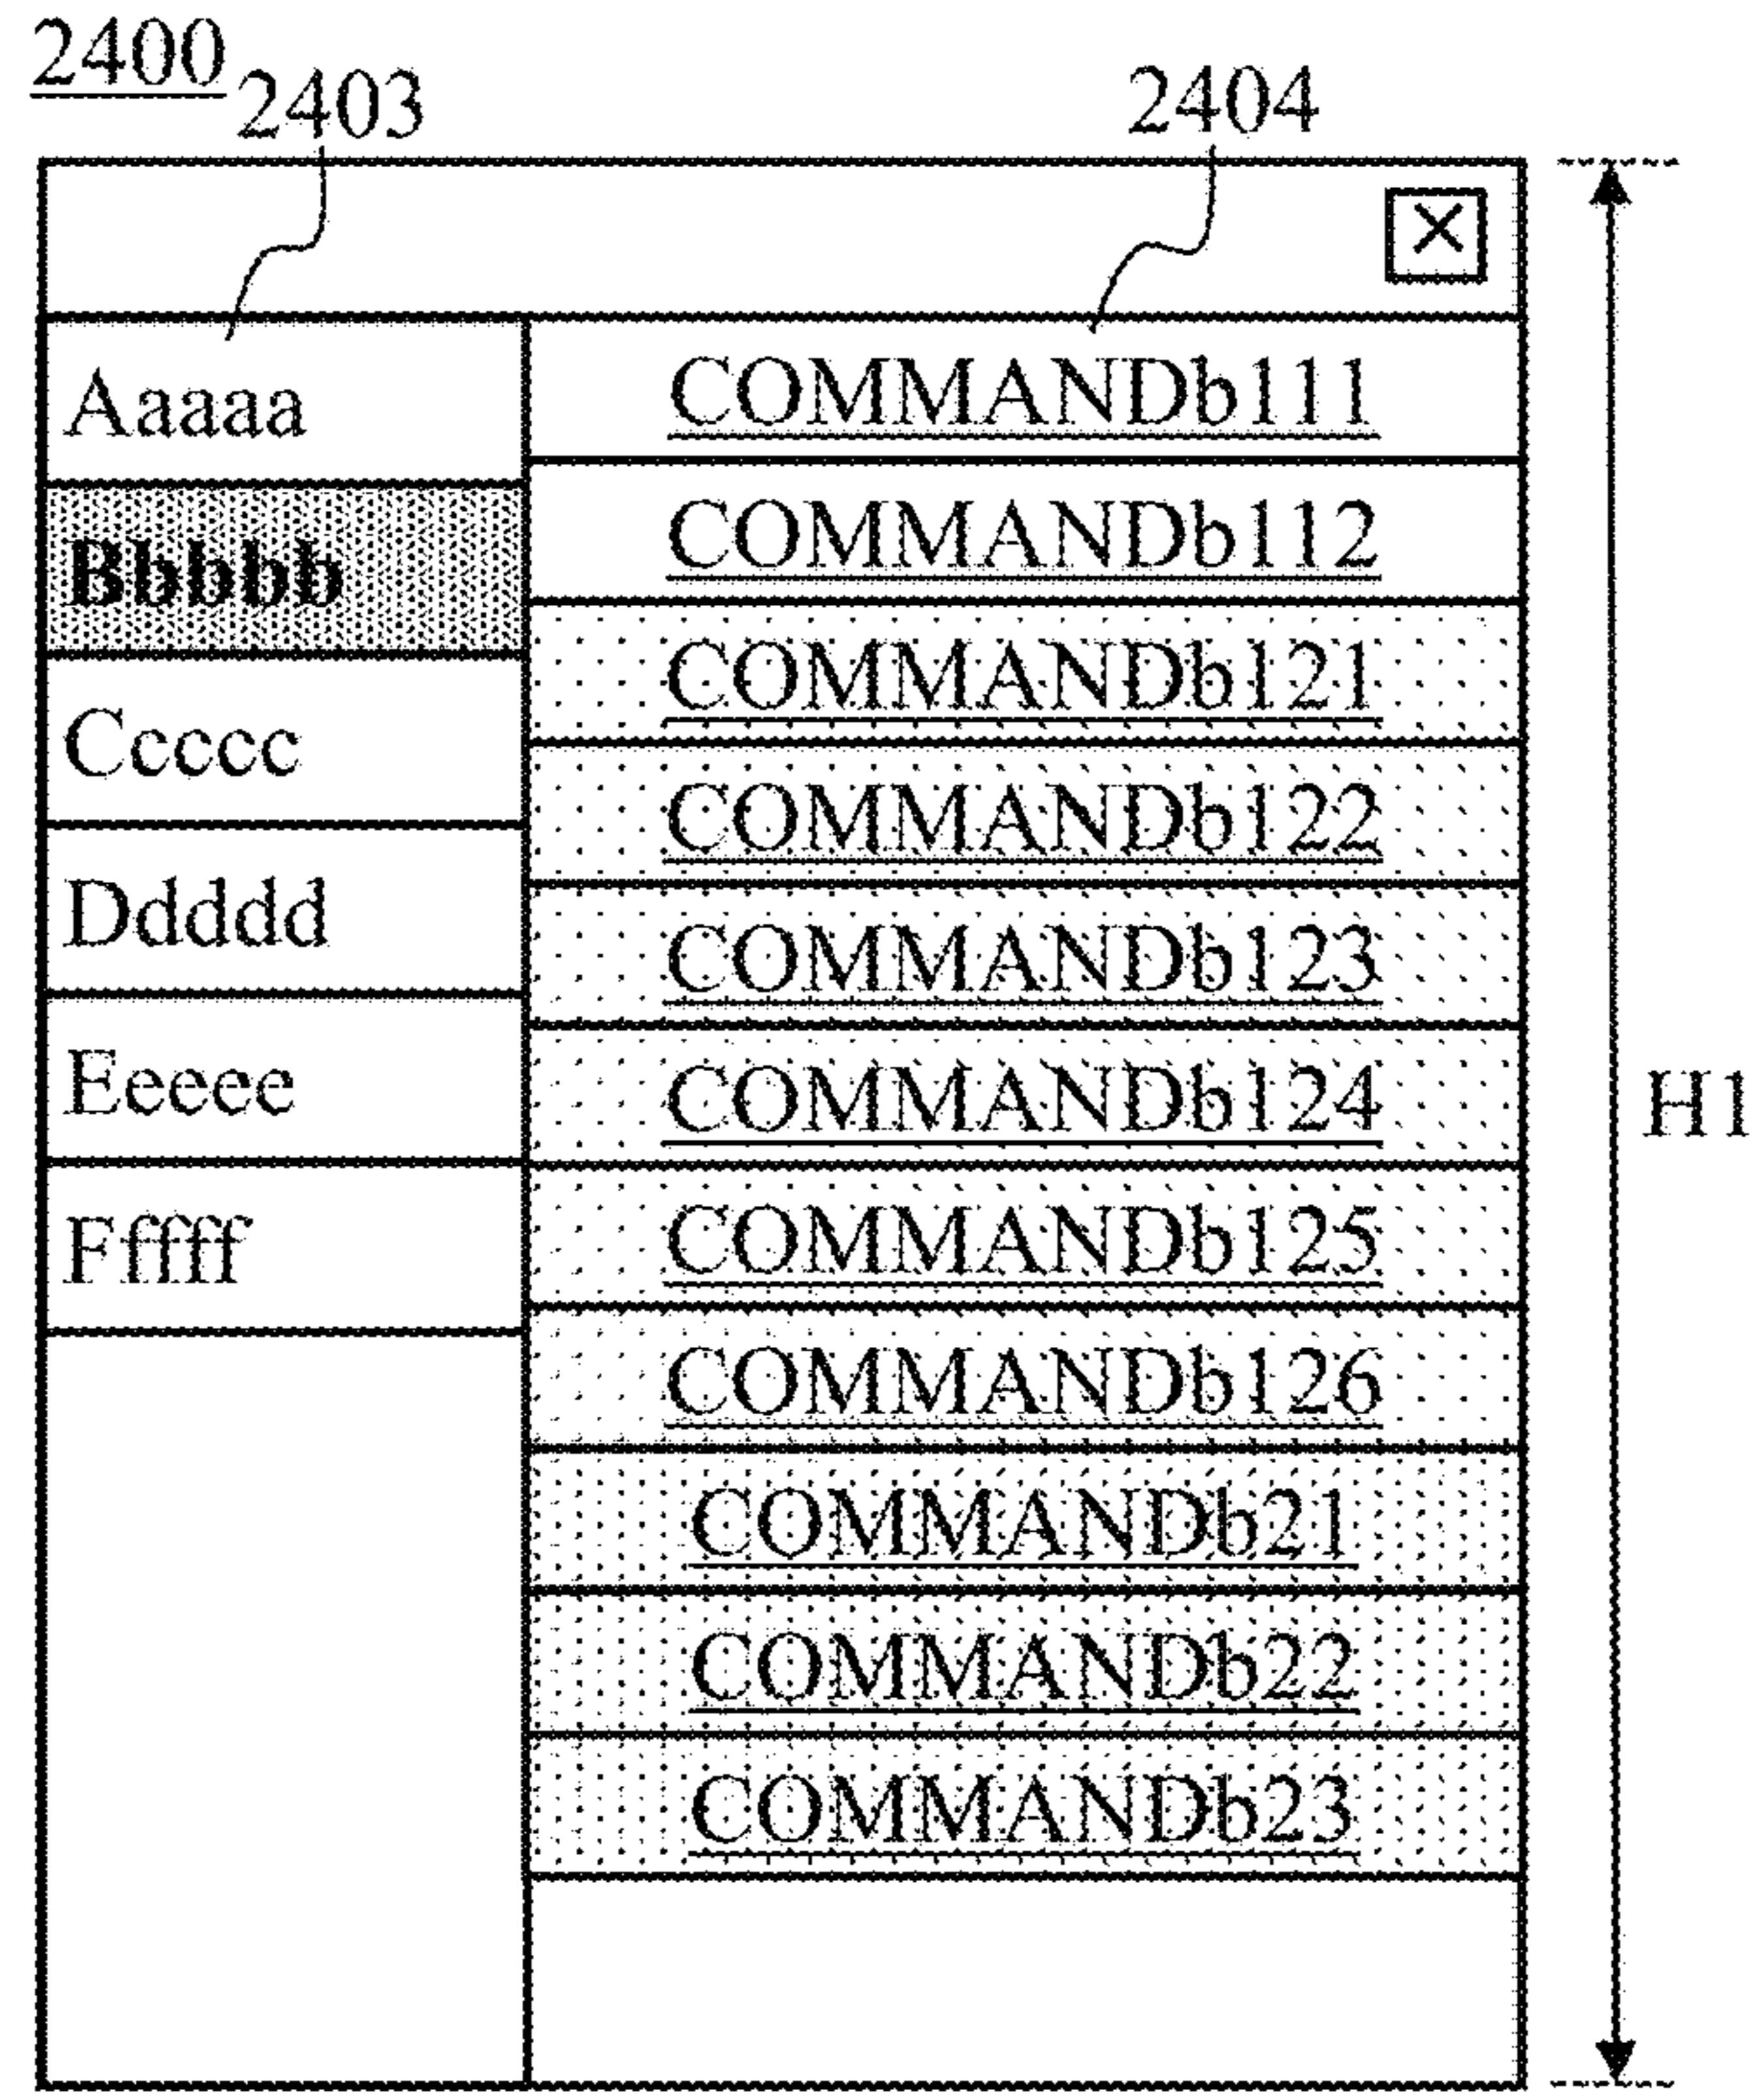 2400
2403
2404
X
Aaaaa
Bbbbb
Ccccc
Ddddd
Eeeee
Fffff
COMMANDb111
COMMANDb112
COMMANDb121
COMMANDb122
COMMANDb123
COMMANDb124
COMMANDb125
COMMANDb126
COMMANDb21
COMMANDb22
COMMANDb23
H1